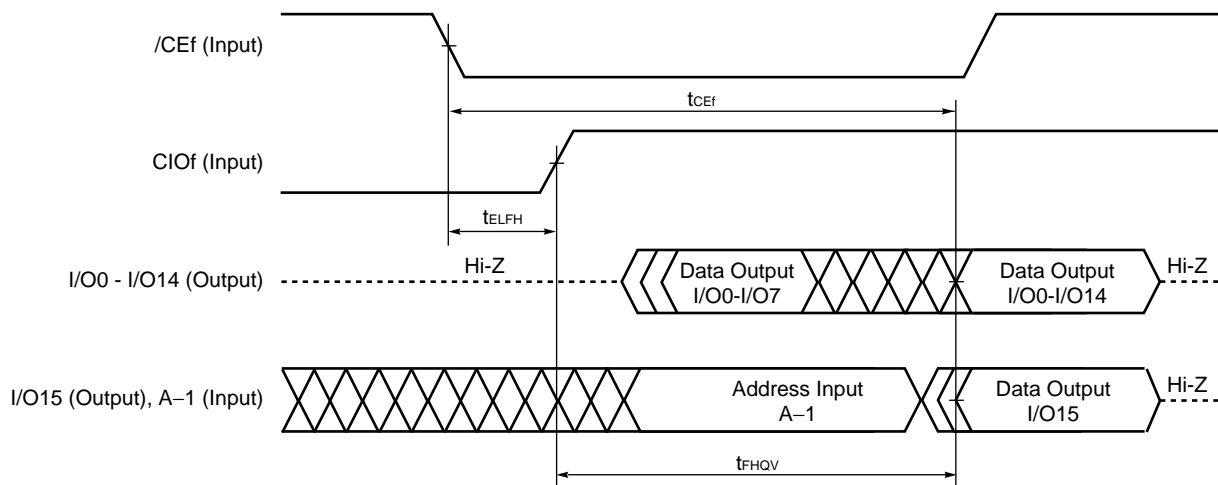 /CEf (Input)
tCEf
CIOf (Input)
tELFH
I/O0 - I/O14 (Output)
Hi-Z
Data Output
I/O0-I/O7
Data Output
I/O0-I/O14
Hi-Z
I/O15 (Output), A−1 (Input)
Address Input
A−1
Data Output
I/O15
Hi-Z
tFHQV